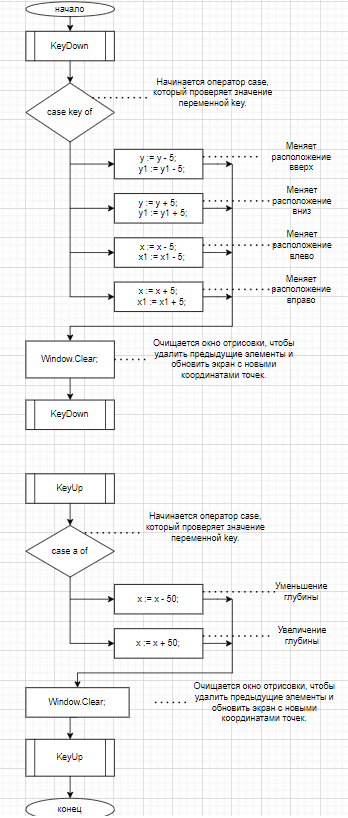 начало
KeyDown
Начинается оператор case,
который проверяет значение
переменной key.
case key of
y := y - 5;
y1 := y1 - 5;
Меняет
расположение
вверх
y := y + 5;
y1 := y1 + 5;
Меняет
расположение
вниз
x := x - 5;
x1 := x1 - 5;
Меняет
расположение
влево
x := x + 5;
x1 := x1 + 5;
Меняет
расположение
вправо
Window.Clear;
Очищается окно отрисовки, чтобы
удалить предыдущие элементы и
обновить экран с новыми
координатами точек.
KeyDown
KeyUp
Начинается оператор case,
который проверяет значение
переменной key.
case a of
x := x - 50;
Уменьшение
глубины
x := x + 50;
Увеличение
глубины
Window.Clear;
Очищается окно отрисовки, чтобы
удалить предыдущие элементы и
обновить экран с новыми
координатами точек.
KeyUp
конец